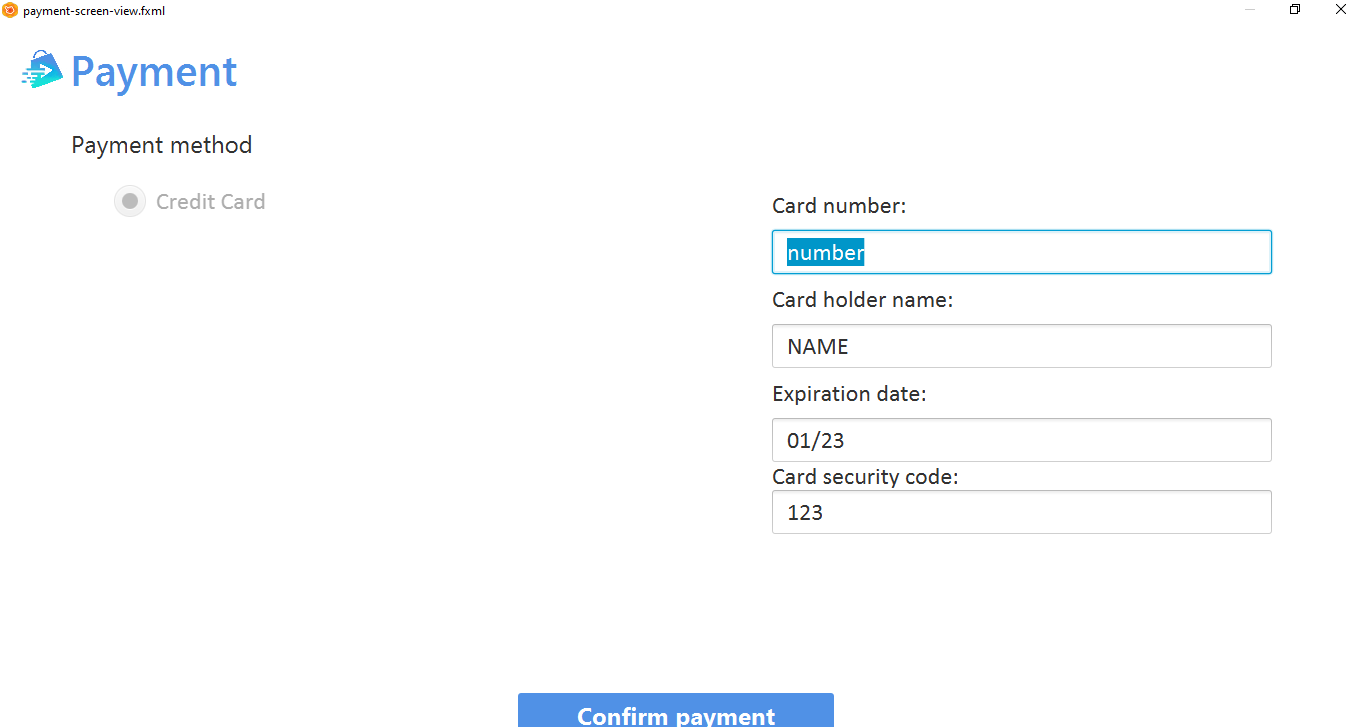 payment-screen-view.fxml
Payment
Payment method
Credit Card
Card number:
number
Card holder name:
NAME
Expiration date:
01/23
Card security code:
123
Confirm payment